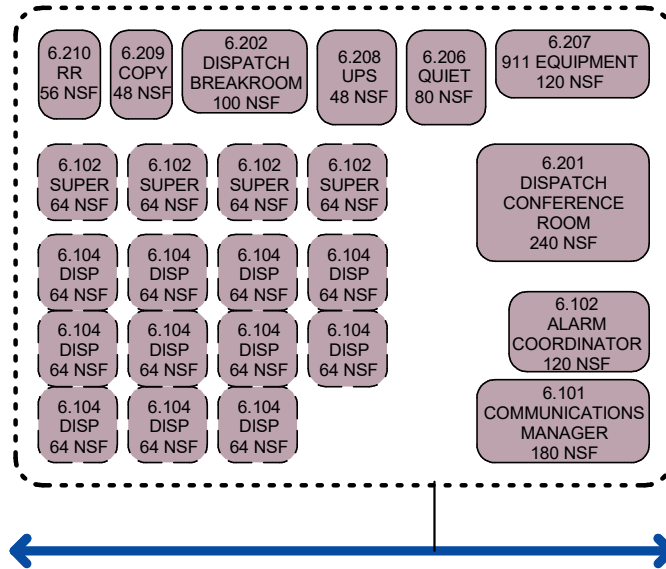 6.210
RR
56 NSF
6.209
COPY
48 NSF
6.202
DISPATCH
BREAKROOM
100 NSF
6.208
UPS
48 NSF
6.206
QUIET
80 NSF
6.207
911 EQUIPMENT
120 NSF
6.102
SUPER
64 NSF
6.102
SUPER
64 NSF
6.102
SUPER
64 NSF
6.102
SUPER
64 NSF
6.201
DISPATCH
CONFERENCE
ROOM
240 NSF
6.104
DISP
64 NSF
6.104
DISP
64 NSF
6.104
DISP
64 NSF
6.104
DISP
64 NSF
6.104
DISP
64 NSF
6.104
DISP
64 NSF
6.104
DISP
64 NSF
6.104
DISP
64 NSF
6.102
ALARM
COORDINATOR
120 NSF
6.104
DISP
64 NSF
6.104
DISP
64 NSF
6.104
DISP
64 NSF
6.101
COMMUNICATIONS
MANAGER
180 NSF